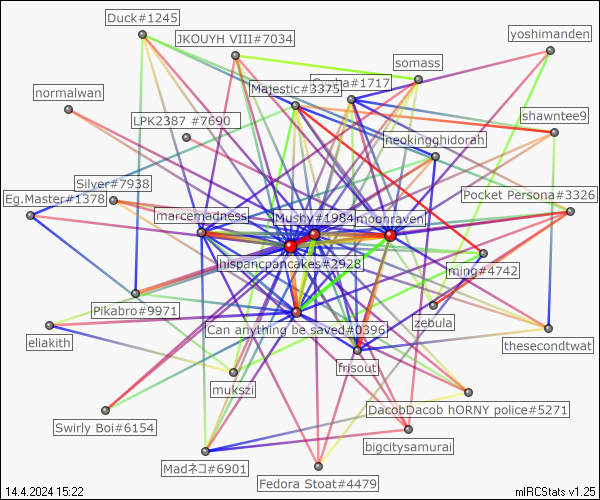 Duck#1245
JKOUYH VIII#7034
yoshimanden
somass
Majestic#3375
#1717
normalwan
shawntee9
LPK2387 #7690
neokingghidorah
Silver#7938
Eg.Master#1378
Pocket Persona#3326
marcemadness
Mushy#1984
moonraven
hispancpancakes#2928
ming#4742
Pikabro#9971
zebula
Can anything be saved#0396
eliakith
thesecondtwat
frisout
mukszi
DacobDacob hORNY police#5271
Swirly Boi#6154
bigcitysamurai
Madネコ#6901
Fedora Stoat#4479
14.4.2024 15:22
mIRCStats v1.25